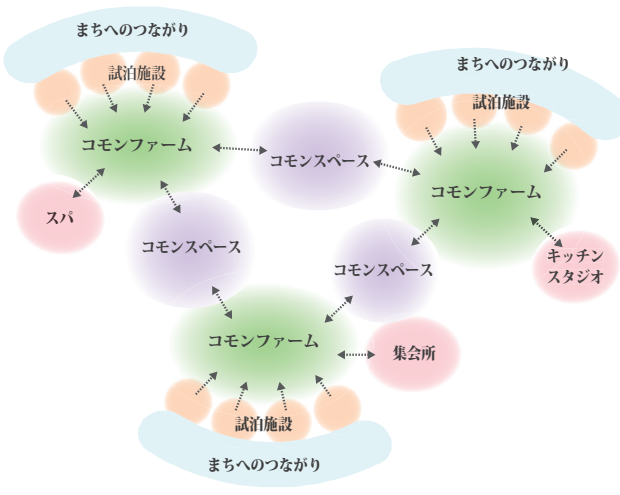 まちへのつながり
試泊施設
コモンファーム
スパ
コモンスペース
まちへのつながり
試泊施設
コモンファーム
キッチン
スタジオ
コモンスペース
コモンスペース
コモンファーム
集会所
試泊施設
まちへのつながり